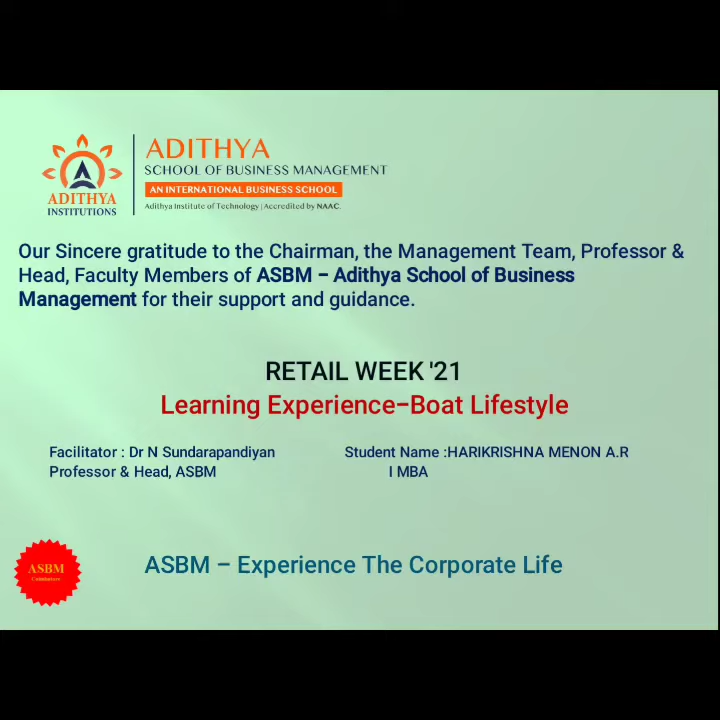 ADITHYA
SCHOOL OF BUSINESS MANAGEMENT
AN INTERNATIONAL BUSINESS SCHOOL
Adithya Institute of Technology | Accredited by NAAC.
ADITHYA
INSTITUTIONS
Our Sincere gratitude to the Chairman, the Management Team, Professor &
Head, Faculty Members of ASBM – Adithya School of Business
Management for their support and guidance.
RETAIL WEEK '21
Learning Experience–Boat Lifestyle
Facilitator : Dr N Sundarapandiyan
Professor & Head, ASBM
Student Name :HARIKRISHNA MENON A.R
I MBA
ASBM
Coimbatore
ASBM – Experience The Corporate Life